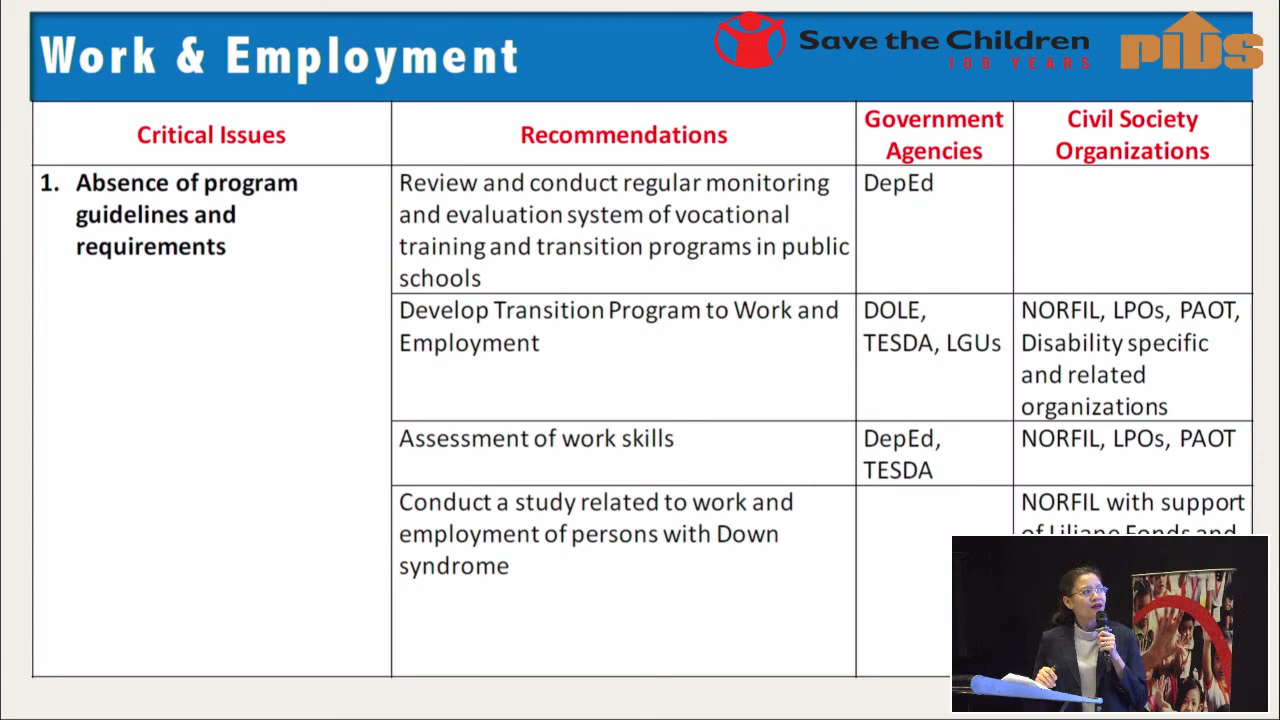 Work & Employment
Save the Children
100 YEARS
PIDS
Critical Issues
Recommendations
Government
Agencies
Civil Society
Organizations
1. Absence of program
guidelines and
requirements
Review and conduct regular monitoring
and evaluation system of vocational
training and transition programs in public
schools
DepEd
Develop Transition Program to Work and
Employment
DOLE,
TESDA, LGUs
NORFIL, LPOs, PAOT,
Disability specific
and related
organizations
Assessment of work skills
DepEd,
TESDA
NORFIL, LPOs, PAOT
Conduct a study related to work and
employment of persons with Down
syndrome
NORFIL with support
of Liliane Fonds and